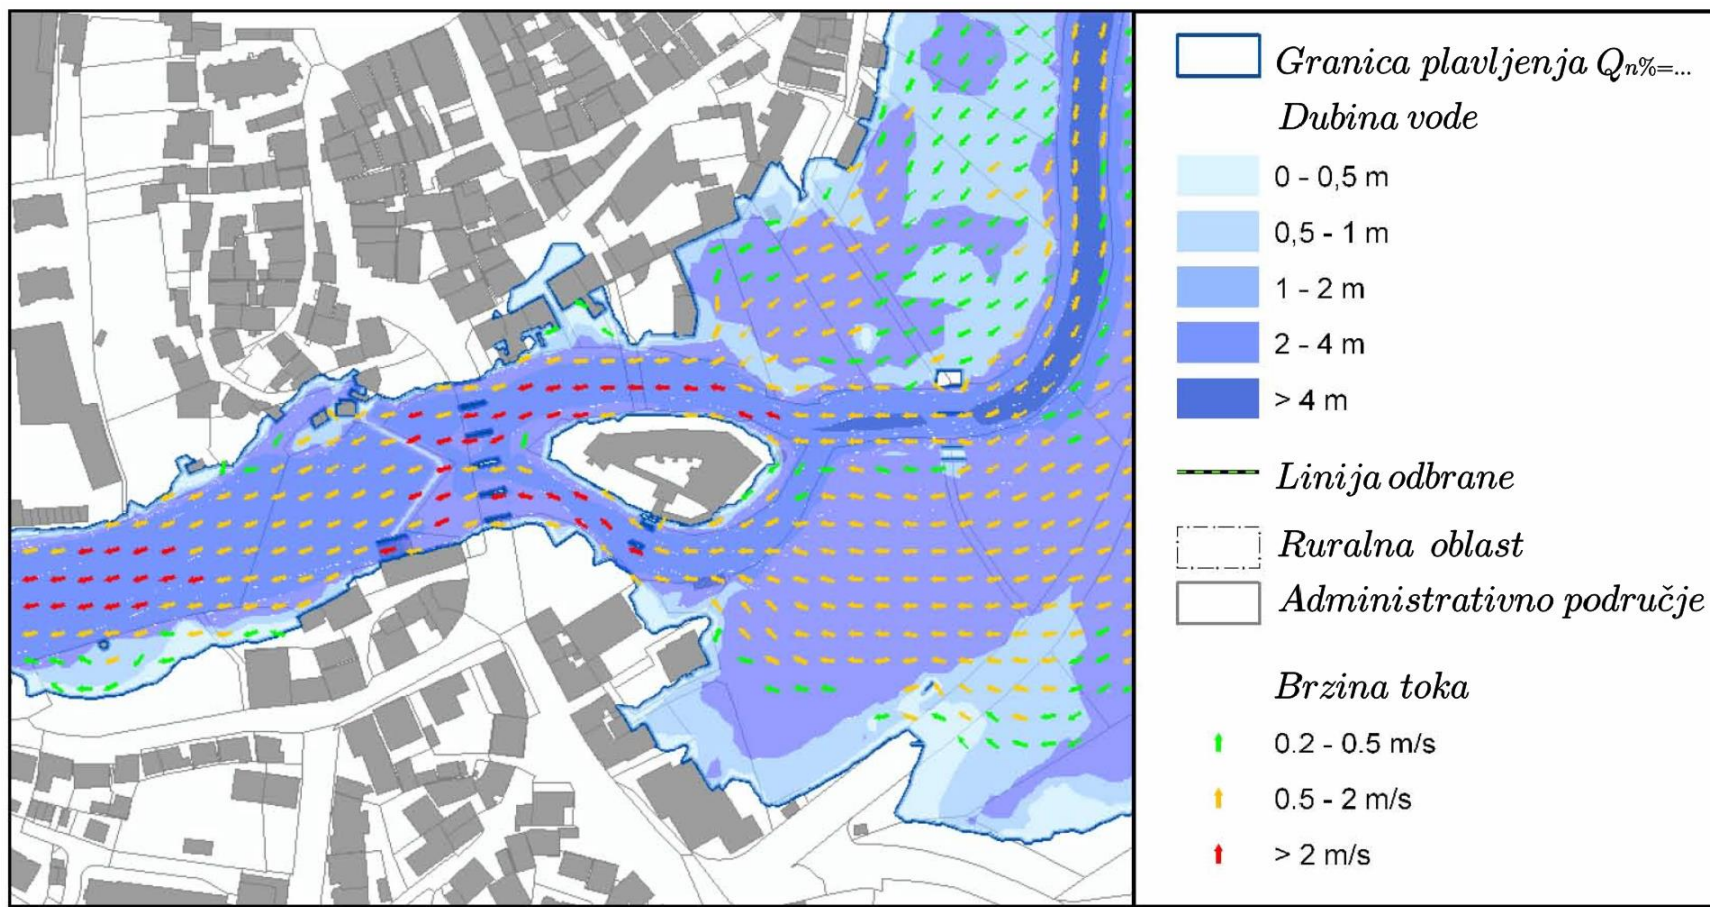 Granica plavljenja Qn%=...
Dubina vode
0 - 0,5 m
0,5 - 1 m
1 - 2 m
2 - 4 m
> 4 m
Linija odbrane
Ruralna oblast
Administrativno područje
Brzina toka
0.2 - 0.5 m/s
0.5 - 2 m/s
> 2 m/s